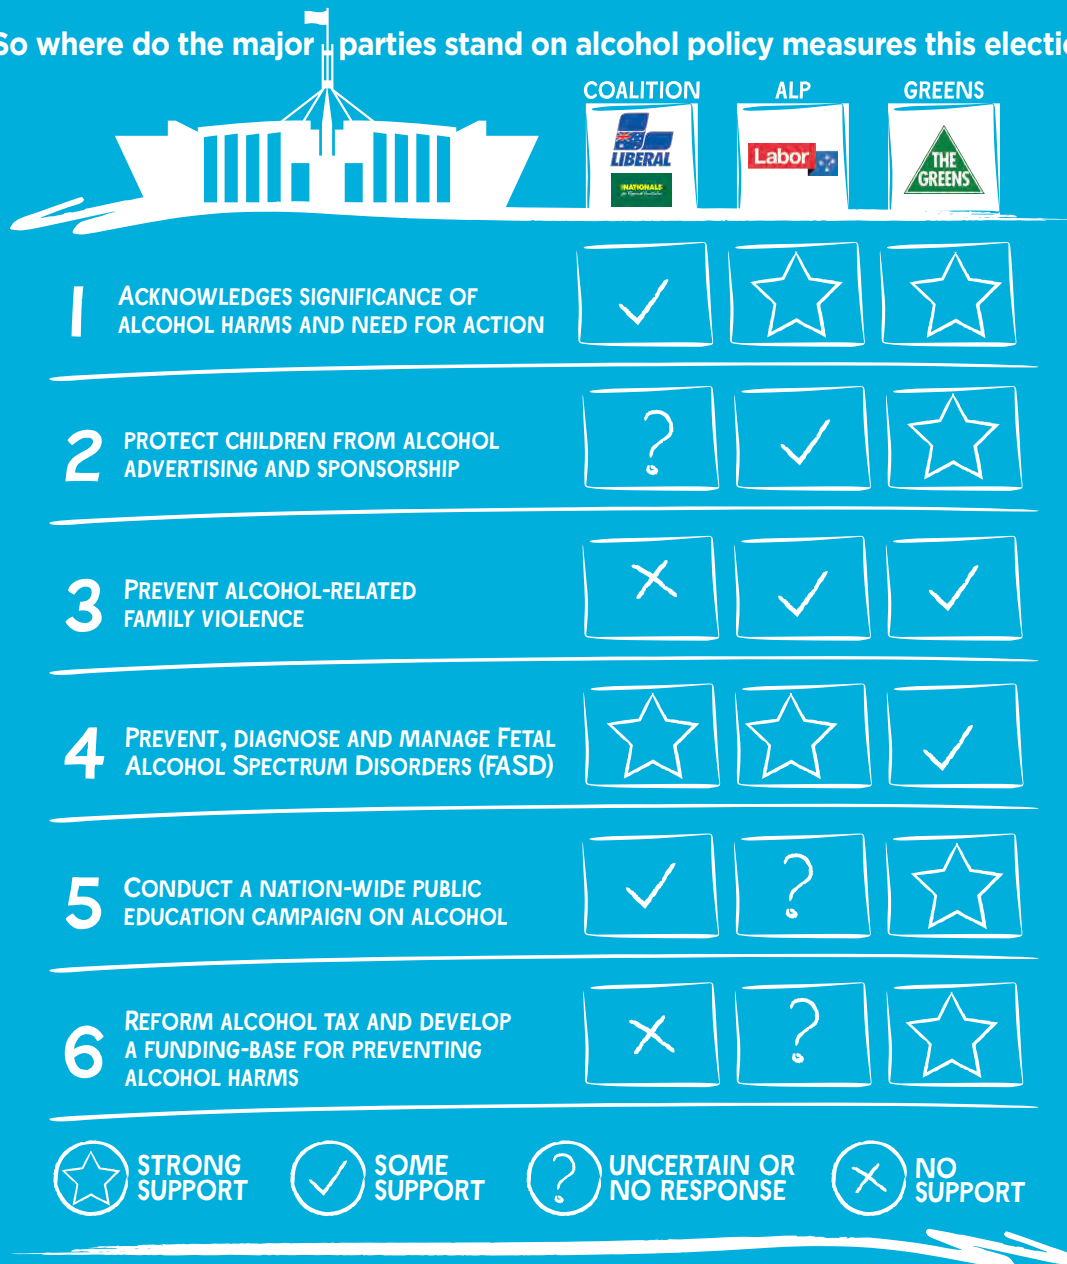 So where do the major parties stand on alcohol policy measures this electi
COALITION ALP GREENS
LIBERAL
NATIONALS
for Regional Australia
Labor
THE
GREENS
1 ACKNOWLEDGES SIGNIFICANCE OF
ALCOHOL HARMS AND NEED FOR ACTION
2 PROTECT CHILDREN FROM ALCOHOL
ADVERTISING AND SPONSORSHIP
?
3 PREVENT ALCOHOL-RELATED
FAMILY VIOLENCE
4 PREVENT, DIAGNOSE AND MANAGE FETAL
ALCOHOL SPECTRUM DISORDERS (FASD)
5 CONDUCT A NATION-WIDE PUBLIC
EDUCATION CAMPAIGN ON ALCOHOL
?
6 REFORM ALCOHOL TAX AND DEVELOP
A FUNDING-BASE FOR PREVENTING
ALCOHOL HARMS
?
STRONG
SUPPORT
SOME
SUPPORT
?
UNCERTAIN OR
NO RESPONSE
NO
SUPPORT